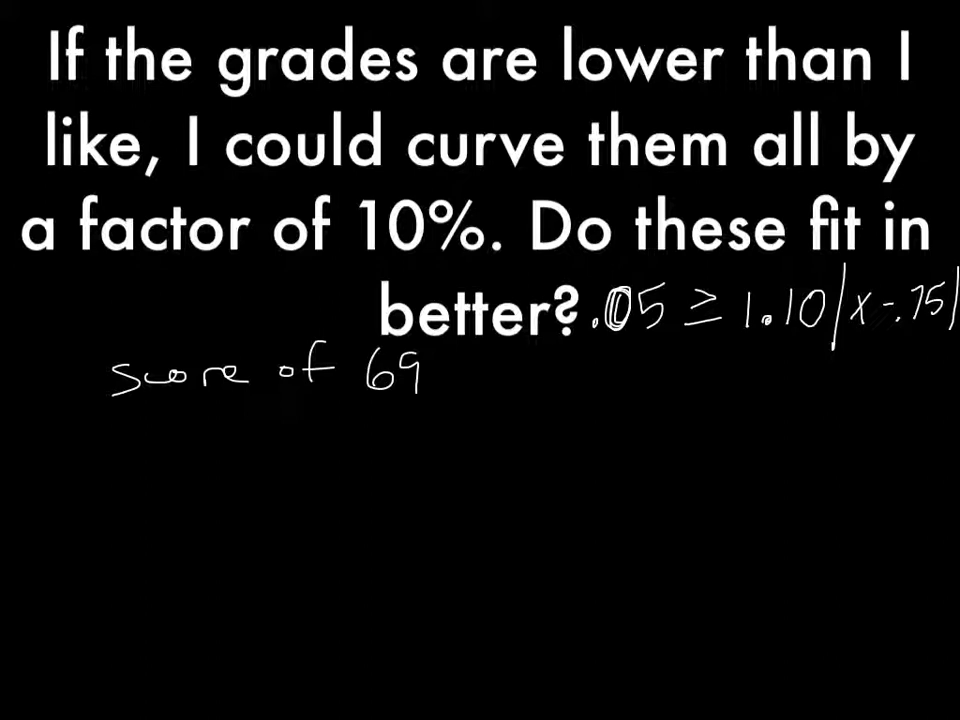 If the grades are lower than I
like, I could curve them all by
a factor of 10%. Do these fit in
better? .05 ≥ 1.10|x-.75|
score of 69